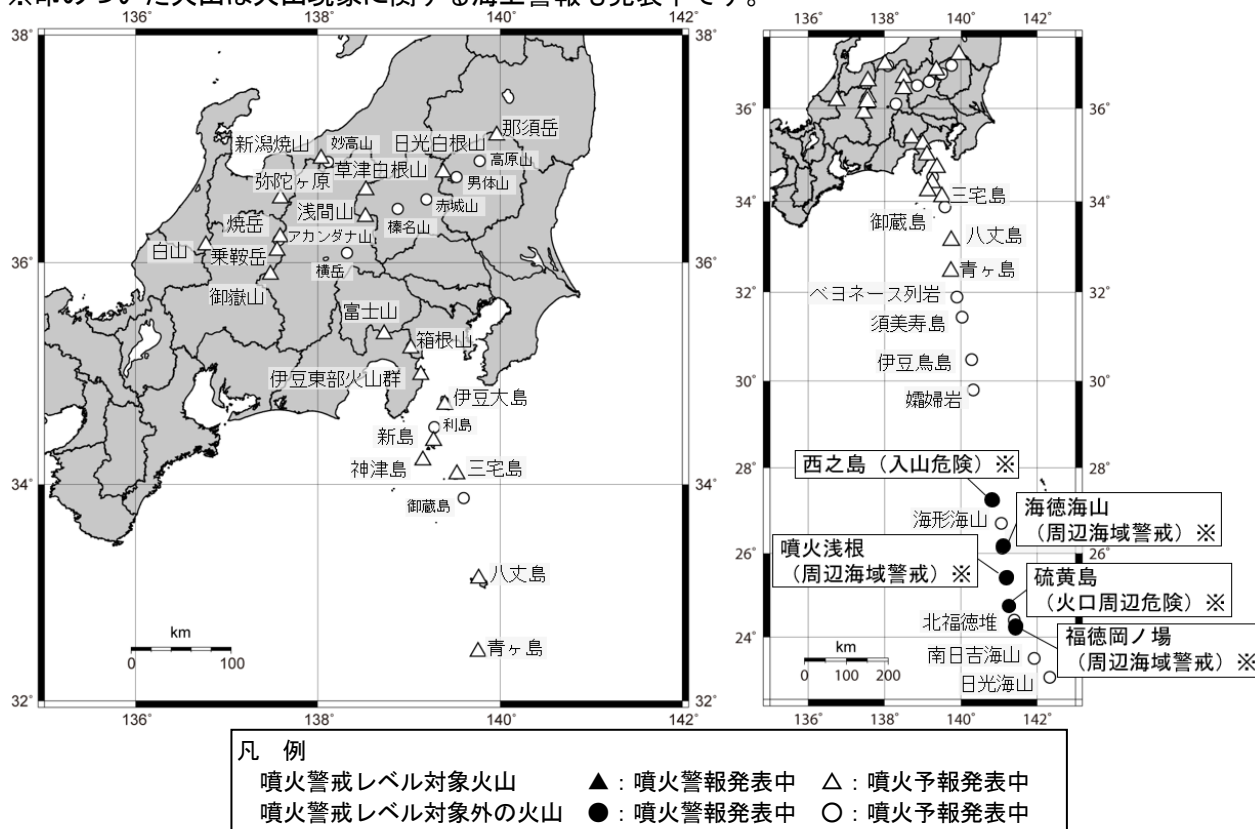 ※印のついた火山は火山現象に関する海上警報も発表中です。
136° 138° 140° 142°
38°
36°
34°
32°
那須岳
日光白根山
高原山
妙高山
新潟焼山
草津白根山
男体山
弥陀ヶ原
赤城山
浅間山
榛名山
焼岳
アカンダナ山
白山
乗鞍岳
横岳
御嶽山
富士山
箱根山
伊豆東部火山群
伊豆大島
利島
新島
神津島
三宅島
御蔵島
八丈島
青ヶ島
km
0 100
38°
36°
34°
32°
136° 138° 140° 142°
136° 138° 140° 142°
36°
34°
32°
30°
28°
26°
24°
三宅島
御蔵島
八丈島
青ヶ島
ベヨネース列岩
須美寿島
伊豆鳥島
孀婦岩
西之島(入山危険)※
海形海山
海徳海山
(周辺海域警戒)※
噴火浅根
(周辺海域警戒)※
硫黄島
(火口周辺危険)※
北福徳堆
福徳岡ノ場
(周辺海域警戒)※
南日吉海山
日光海山
km
0 100 200
36°
34°
32°
30°
28°
26°
136° 138° 140° 142°
凡 例
噴火警戒レベル対象火山 ▲:噴火警報発表中 △:噴火予報発表中
噴火警戒レベル対象外の火山 ●:噴火警報発表中 ○:噴火予報発表中